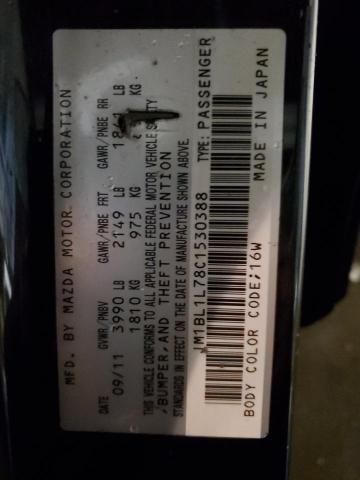 MFD. BY MAZDA MOTOR CORPORATION
DATE GVWR/PNBV GAWR/PNBE FRT GAWR/PNBE RR
09/11 3990 LB 2149 LB LB
1810 KG 975 KG KG
THIS VEHICLE CONFORMS TO ALL APPLICABLE FEDERAL MOTOR VEHICLE SAFETY
,BUMPER,AND THEFT PREVENTION
STANDARDS IN EFFECT ON THE DATE OF MANUFACTURE SHOWN ABOVE.
JM1BL1L78C1530388 TYPE: PASSENGER
BODY COLOR CODE;16W MADE IN JAPAN